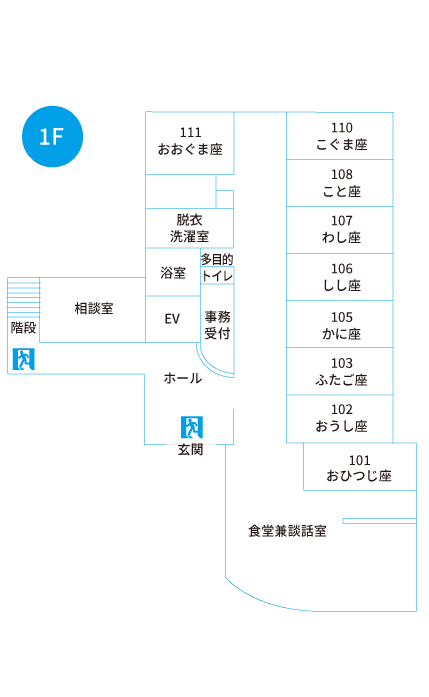 1F
111
おおぐま座
110
こぐま座
108
こと座
107
わし座
脱衣
洗濯室
多目的
トイレ
浴室
106
しし座
相談室
EV
事務
受付
105
かに座
階段
ホール
103
ふたご座
102
おうし座
玄関
101
おひつじ座
食堂兼談話室